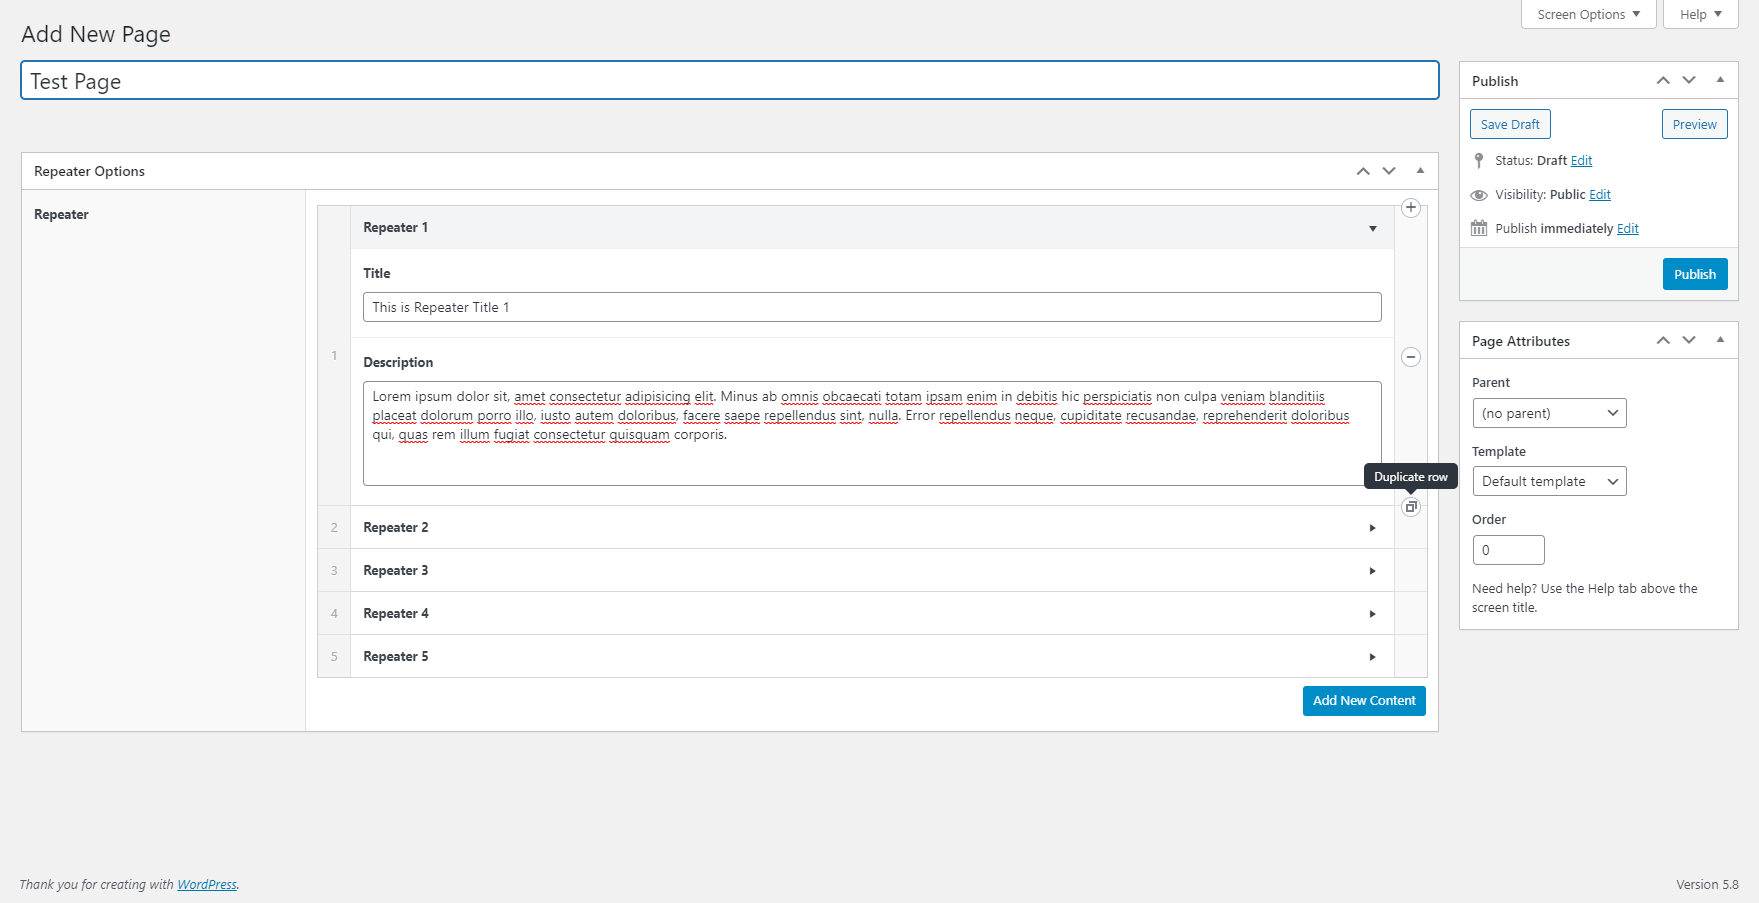 Screen Options
Help
Add New Page
Test Page
Repeater Options
Repeater
Repeater 1
Title
This is Repeater Title 1
1
Description
Lorem ipsum dolor sit, amet consectetur adipisicing elit. Minus ab omnis obcaecati totam ipsam enim in debitis hic perspiciatis non culpa veniam blanditiis
placeat dolorum porro illo, iusto autem doloribus, facere saepe repellendus sint, nulla. Error repellendus neque, cupiditate recusandae, reprehenderit doloribus
qui, quas rem illum fugiat consectetur quisquam corporis.
Duplicate row
2 Repeater 2
3 Repeater 3
4 Repeater 4
5 Repeater 5
Add New Content
Publish
Save Draft
Preview
Status: Draft Edit
Visibility: Public Edit
Publish immediately Edit
Publish
Page Attributes
Parent
(no parent)
Template
Default template
Order
0
Need help? Use the Help tab above the
screen title.
Thank you for creating with WordPress.
Version 5.8